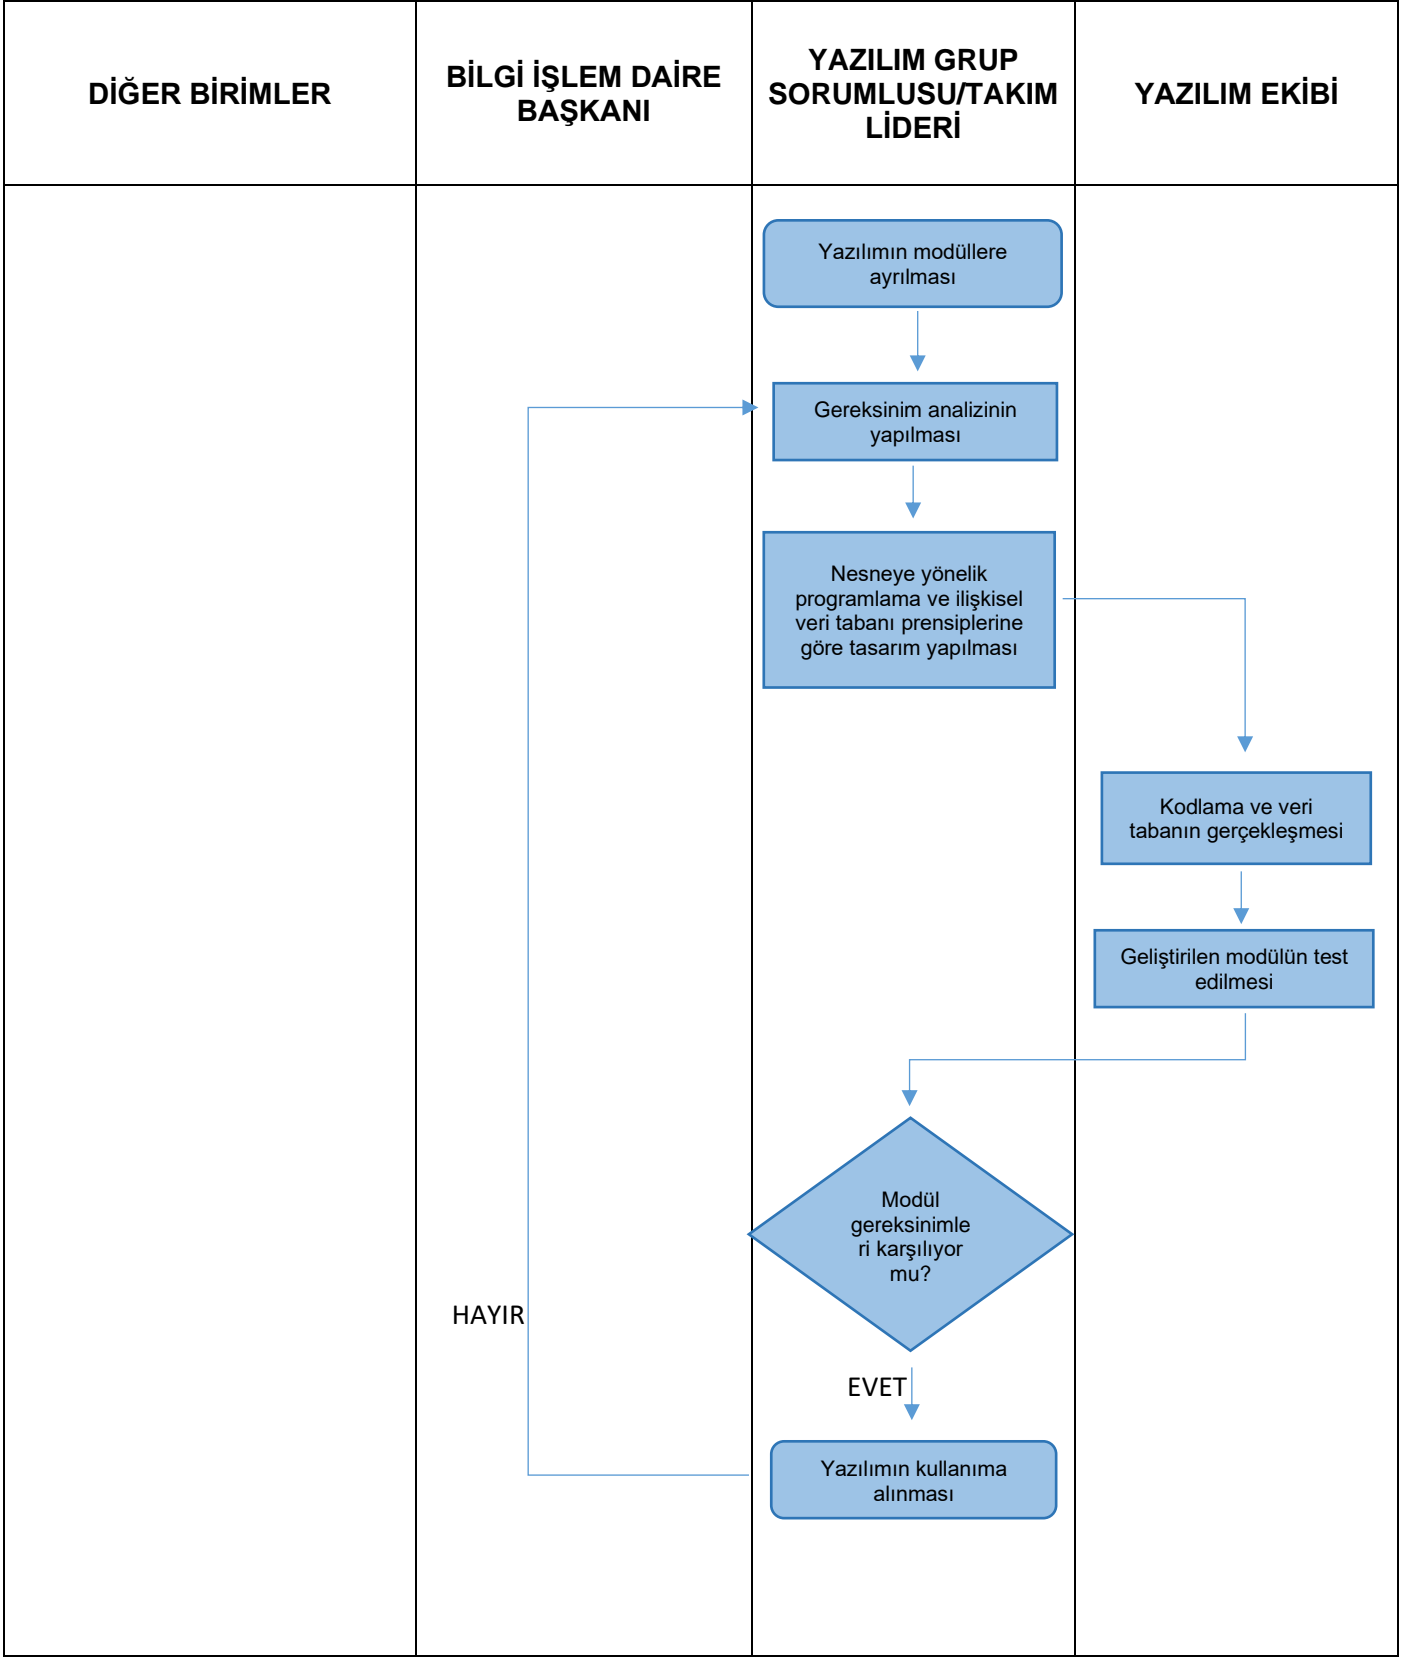 DİĞER BİRİMLER
BİLGİ İŞLEM DAİRE
BAŞKANI
YAZILIM GRUP
SORUMLUSU/TAKIM
LİDERİ
YAZILIM EKİBİ
Yazılımın modüllere
ayrılması
Gereksinim analizinin
yapılması
Nesneye yönelik
programlama ve ilişkisel
veri tabanı prensiplerine
göre tasarım yapılması
Kodlama ve veri
tabanın gerçekleşmesi
Geliştirilen modülün test
edilmesi
Modül
gereksinimle
ri karşılıyor
mu?
HAYIR
EVET
Yazılımın kullanıma
alınması